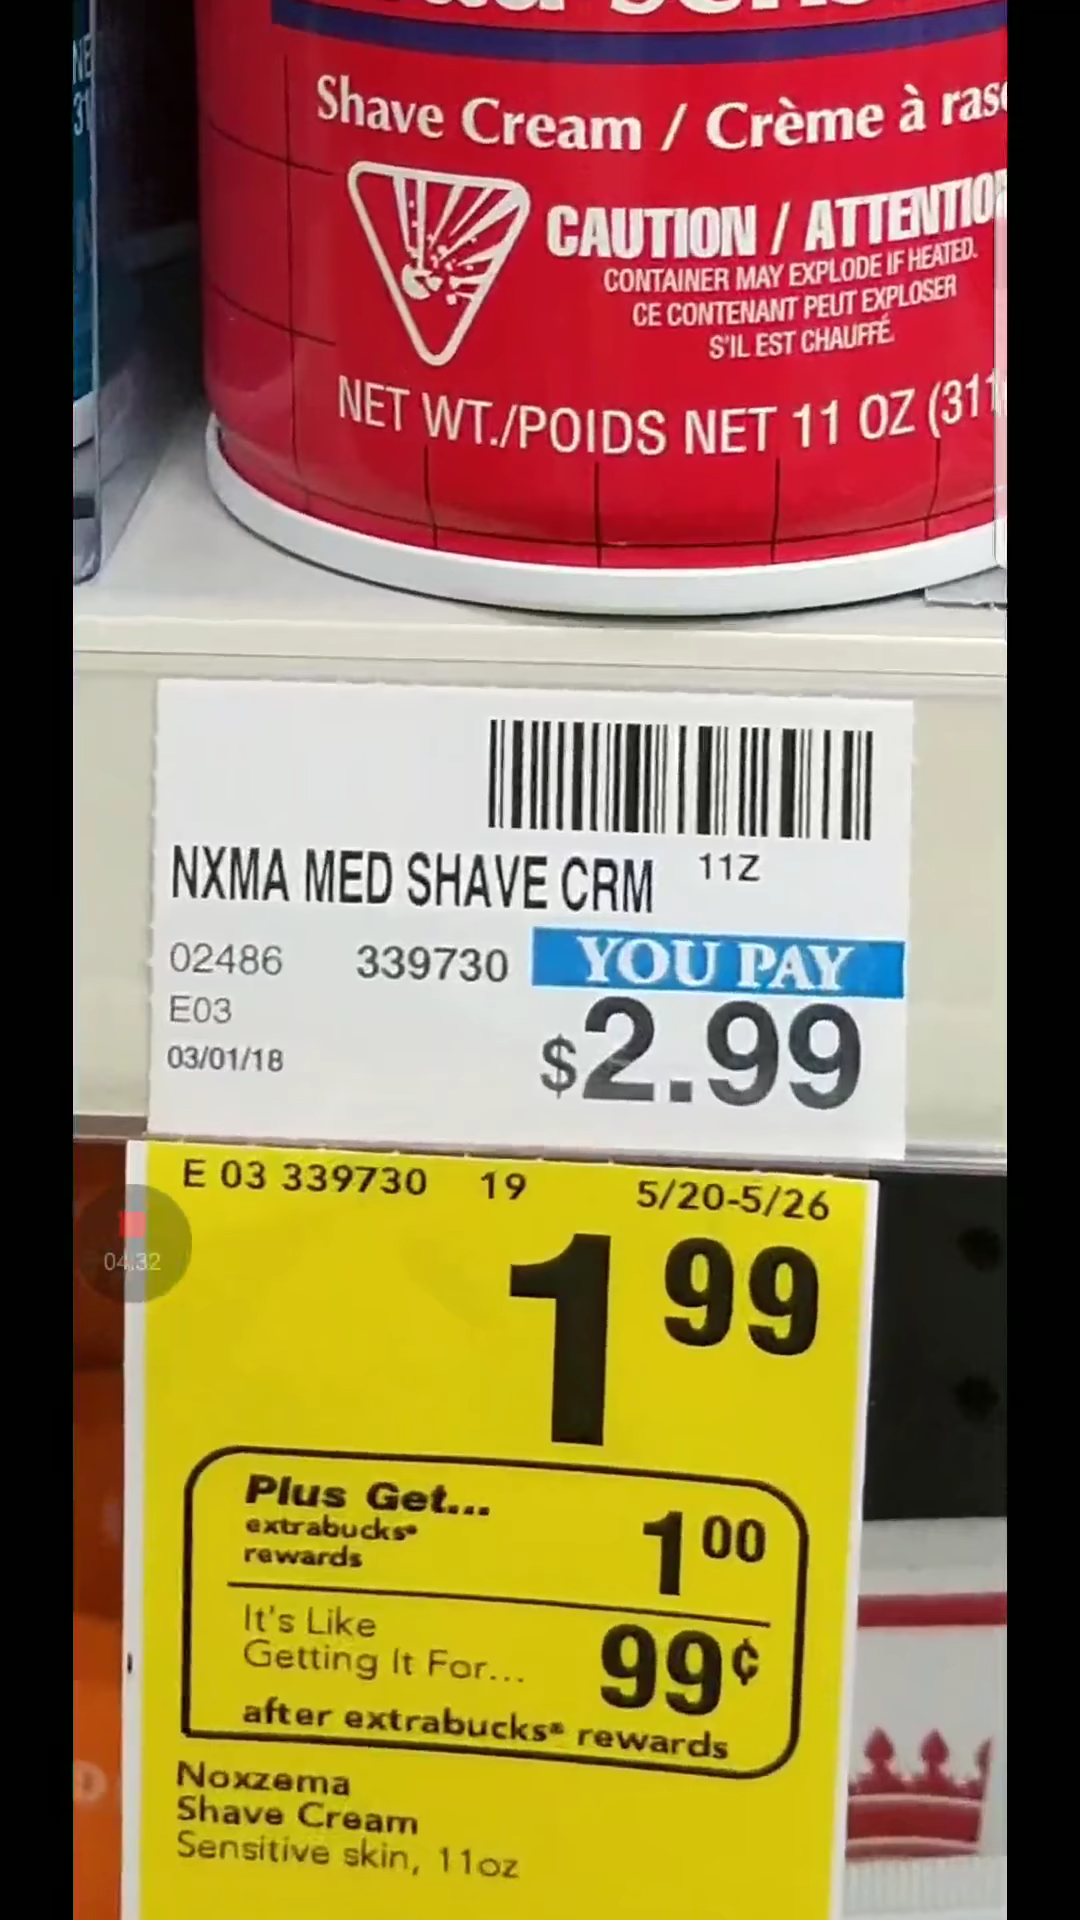 Shave Cream / Crème à
CAUTION /
CONTAINER MAY EXPLODE IF HEATED.
CE CONTENANT PEUT EXPLOSER
S'IL EST CHAUFFÉ.
NET WT./POIDS NET 11 OZ (311
NXMA MED SHAVE CRM 11Z
02486 339730 YOU PAY
E03
03/01/18 $2.99
E 03 339730 19 5/20-5/26
04:32
1 99
Plus Get...
extrabucks®
rewards
1 00
It's Like
Getting It For...
99¢
after extrabucks® rewards
Noxzema
Shave Cream
Sensitive skin, 11oz